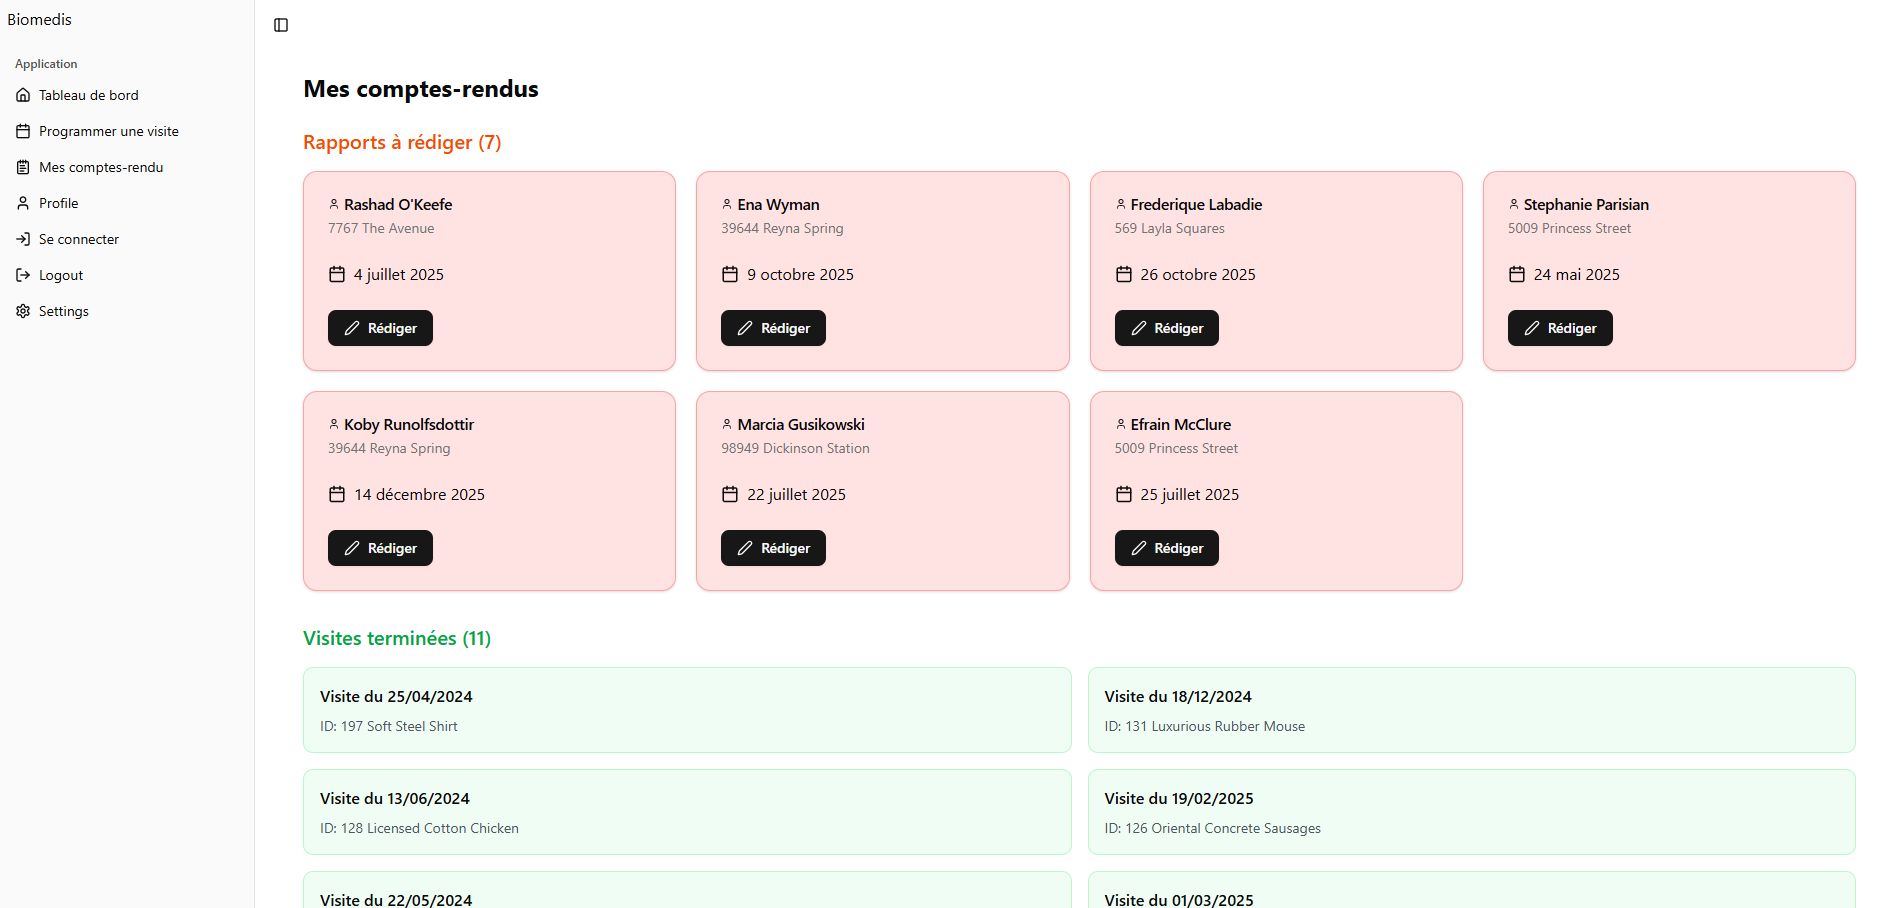 Biomedis
Application
Tableau de bord
Programmer une visite
Mes comptes-rendu
Profile
Se connecter
Logout
Settings
Mes comptes-rendus
Rapports à rédiger (7)
Rashad O'Keefe
7767 The Avenue
4 juillet 2025
Rédiger
Ena Wyman
39644 Reyna Spring
9 octobre 2025
Rédiger
Frederique Labadie
569 Layla Squares
26 octobre 2025
Rédiger
Stephanie Parisian
5009 Princess Street
24 mai 2025
Rédiger
Koby Runolfsdottir
39644 Reyna Spring
14 décembre 2025
Rédiger
Marcia Gusikowski
98949 Dickinson Station
22 juillet 2025
Rédiger
Efrain McClure
5009 Princess Street
25 juillet 2025
Rédiger
Visites terminées (11)
Visite du 25/04/2024
ID: 197 Soft Steel Shirt
Visite du 18/12/2024
ID: 131 Luxurious Rubber Mouse
Visite du 13/06/2024
ID: 128 Licensed Cotton Chicken
Visite du 19/02/2025
ID: 126 Oriental Concrete Sausages
Visite du 22/05/2024
Visite du 01/03/2025